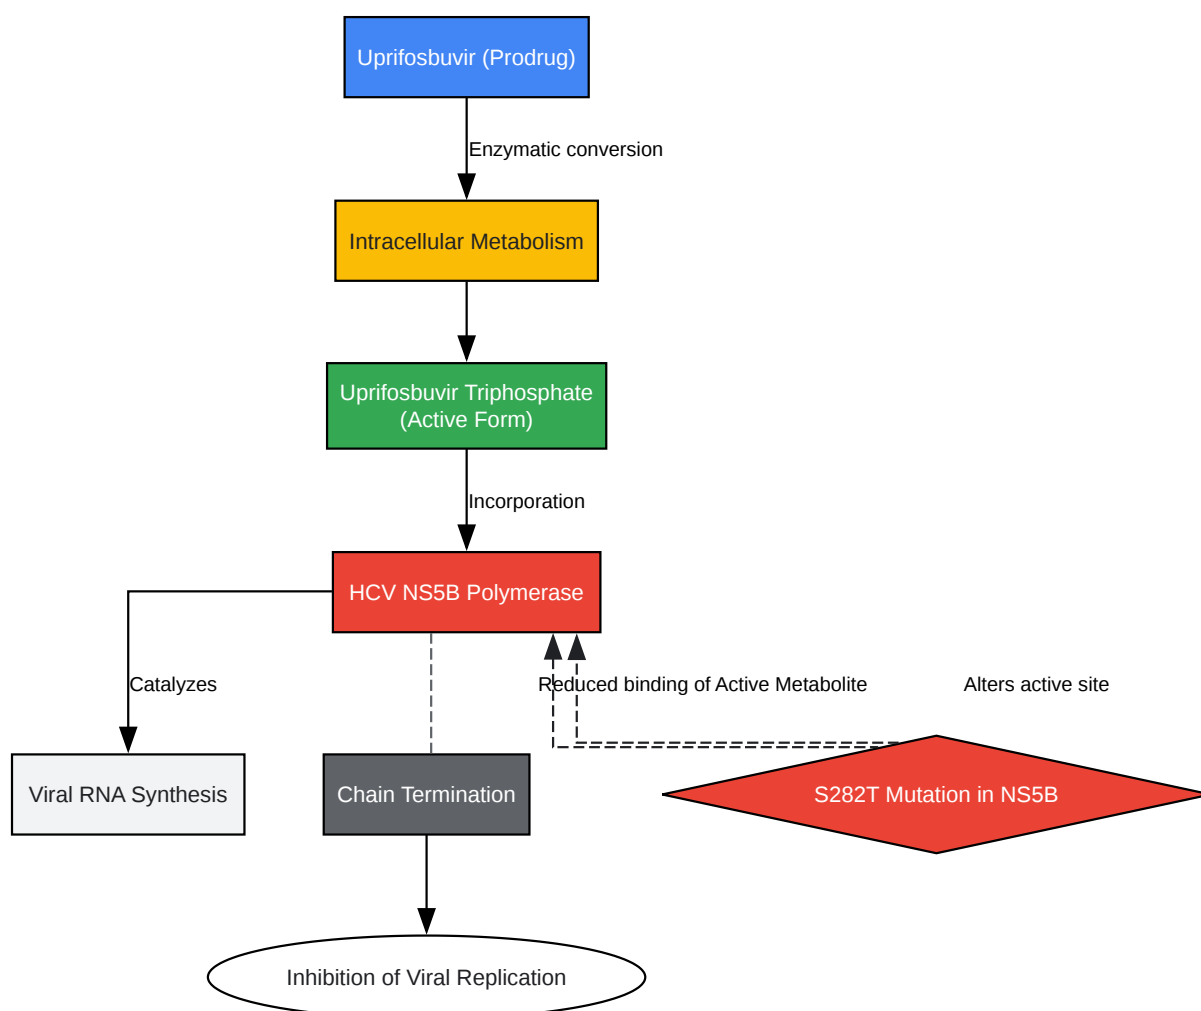 Uprifosbuvir (Prodrug)
Enzymatic conversion
Intracellular Metabolism
Uprifosbuvir Triphosphate
(Active Form)
Incorporation
HCV NS5B Polymerase
Catalyzes
Reduced binding of Active Metabolite
Alters active site
Viral RNA Synthesis
Chain Termination
S282T Mutation in NS5B
Inhibition of Viral Replication